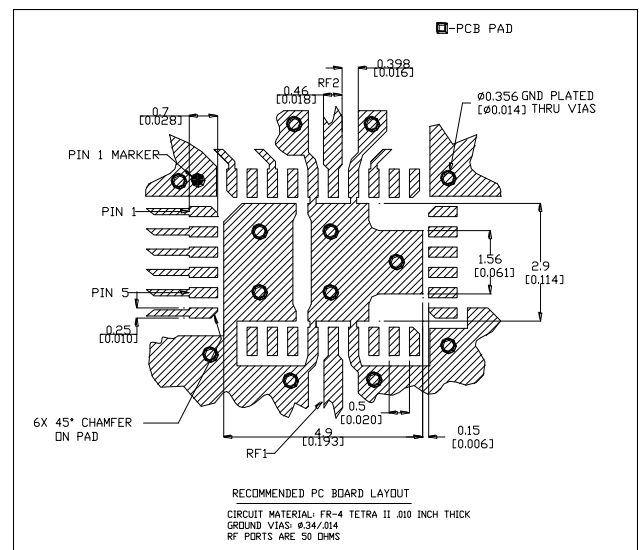 -PCB PAD
0.398
[0.016]
RF2
0.46
[0.018]
Ø0.356 GND PLATED
[Ø0.014] THRU VIAS
0.7
[0.028]
PIN 1 MARKER
PIN 1
1.56
[0.061]
2.9
[0.114]
PIN 5
0.25
[0.010]
6X 45° CHAMFER
ON PAD
0.5
[0.020]
0.15
[0.006]
4.9
[0.193]
RF1
RECOMMENDED PC BOARD LAYOUT
CIRCUIT MATERIAL: FR-4 TETRA II .010 INCH THICK
GROUND VIAS: Ø.34/.014
RF PORTS ARE 50 OHMS